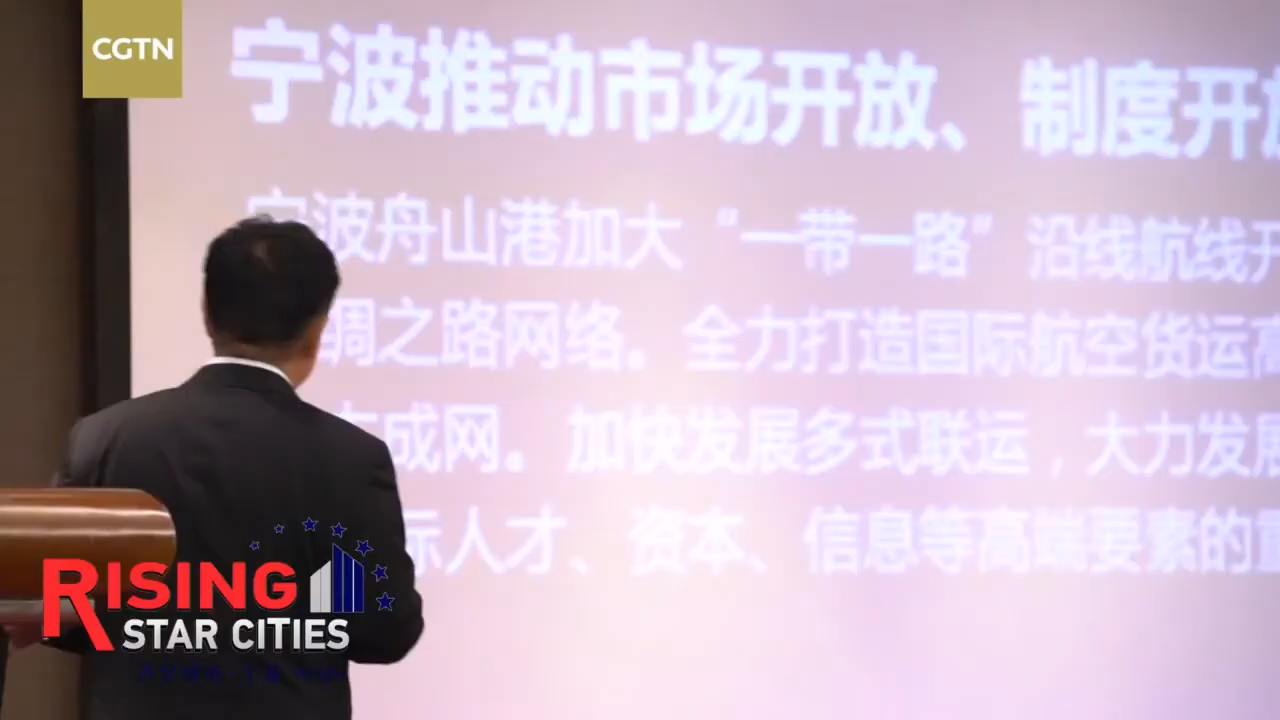 CGTN
宁波推动市场开放、制度开放
宁波舟山港加大“一带一路”沿线航线开
之路网络。全力打造国际航空货运高
成网。加快发展多式联运，大力发展
际人才、资本、信息等高端要素的重
RISING
STAR CITIES